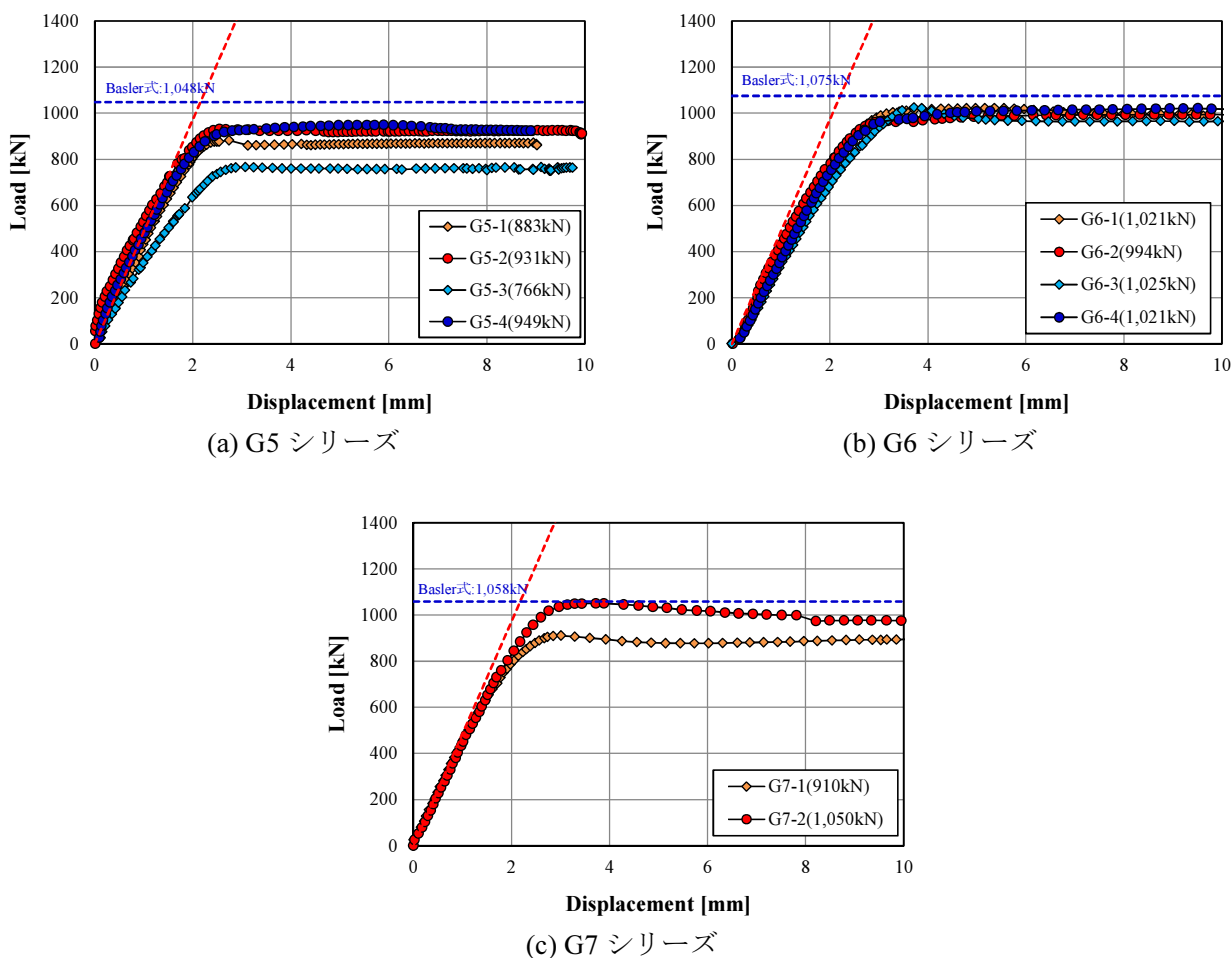 1400
1200
1000
800
600
400
200
0
Load [kN]
Basler式:1,048kN
G5-1(883kN)
G5-2(931kN)
G5-3(766kN)
G5-4(949kN)
0 2 4 6 8 10
Displacement [mm]
(a) G5 シリーズ
1400
1200
1000
800
600
400
200
0
Load [kN]
Basler式:1,075kN
G6-1(1,021kN)
G6-2(994kN)
G6-3(1,025kN)
G6-4(1,021kN)
0 2 4 6 8 10
Displacement [mm]
(b) G6 シリーズ
1400
1200
1000
800
600
400
200
0
Load [kN]
Basler式:1,058kN
G7-1(910kN)
G7-2(1,050kN)
0 2 4 6 8 10
Displacement [mm]
(c) G7 シリーズ